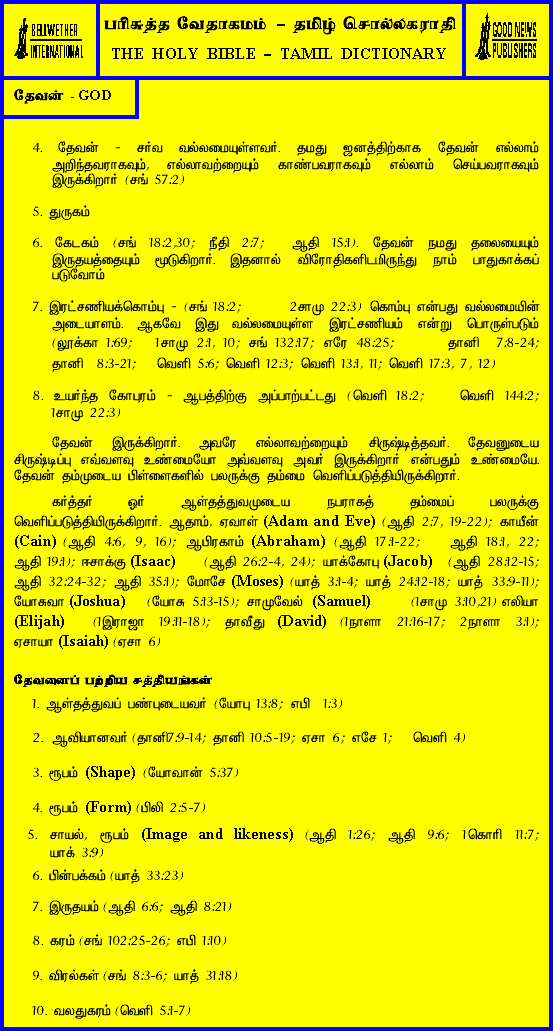 BELLWETHER
INTERNATIONAL
பரிசுத்த வேதாகமம் – தமிழ் சொல்லகராதி
THE HOLY BIBLE – TAMIL DICTIONARY
GOOD NEWS
PUBLISHERS
தேவன் - GOD
4. தேவன் - சர்வ வல்லமையுள்ளவர். தமது ஜனத்திற்காக தேவன் எல்லாம்
அறிந்தவராகவும், எல்லாவற்றையும் காண்பவராகவும் எல்லாம் செய்பவராகவும்
இருக்கிறார் (சங் 57:2)
5. துருகம்
6. கேடகம் (சங் 18:2,30; நீதி 2:7; ஆதி 15:1). தேவன் நமது தலையையும்
இருதயத்தையும் மூடுகிறார். இதனால் விரோதிகளிடமிருந்து நாம் பாதுகாக்கப்
படுவோம்
7. இரட்சணியக்கொம்பு - (சங் 18:2; 2சாமு 22:3) கொம்பு என்பது வல்லமையின்
அடையாளம். ஆகவே இது வல்லமையுள்ள இரட்சணியம் என்று பொருள்படும்
(லூக்கா 1:69; 1சாமு 2:1, 10; சங் 132:17; எரே 48:25; தானி 7:8-24;
தானி 8:3-21; வெளி 5:6; வெளி 12:3; வெளி 13:1, 11; வெளி 17:3, 7, 12)
8. உயர்ந்த கோபுரம் - ஆபத்திற்கு அப்பாற்பட்டது (வெளி 18:2; வெளி 144:2;
1சாமு 22:3)
தேவன் இருக்கிறார். அவரே எல்லாவற்றையும் சிருஷ்டித்தவர். தேவனுடைய
சிருஷ்டிப்பு எவ்வளவு உண்மையோ அவ்வளவு அவர் இருக்கிறார் என்பதும் உண்மையே.
தேவன் தம்முடைய பிள்ளைகளில் பலருக்கு தம்மை வெளிப்படுத்தியிருக்கிறார்.
கர்த்தர் ஓர் ஆள்தத்துவமுடைய நபராகத் தம்மைப் பலருக்கு
வெளிப்படுத்தியிருக்கிறார். ஆதாம், ஏவாள் (Adam and Eve) (ஆதி 2:7, 19-22); காயீன்
(Cain) (ஆதி 4:6, 9, 16); ஆபிரகாம் (Abraham) (ஆதி 17:1-22; ஆதி 18:1, 22;
ஆதி 19:1); ஈசாக்கு (Isaac) (ஆதி 26:2-4, 24); யாக்கோபு (Jacob) (ஆதி 28:12-15;
ஆதி 32:24-32; ஆதி 35:1); மோசே (Moses) (யாத் 3:1-4; யாத் 24:12-18; யாத் 33:9-11);
யோசுவா (Joshua) (யோசு 5:13-15); சாமுவேல் (Samuel) (1சாமு 3:10,21) எலியா
(Elijah) (1இராஜா 19:11-18); தாவீது (David) (1நாளா 21:16-17; 2நாளா 3:1);
ஏசாயா (Isaiah) (ஏசா 6)
தேவனைப் பற்றிய சத்தியங்கள்
1. ஆள்தத்துவப் பண்புடையவர் (யோபு 13:8; எபி 1:3)
2. ஆவியானவர் (தானி7:9-14; தானி 10:5-19; ஏசா 6; எசே 1; வெளி 4)
3. ரூபம் (Shape) (யோவான் 5:37)
4. ரூபம் (Form) (பிலி 2:5-7)
5. சாயல், ரூபம் (Image and likeness) (ஆதி 1:26; ஆதி 9:6; 1கொரி 11:7;
யாக் 3:9)
6. பின்பக்கம் (யாத் 33:23)
7. இருதயம் (ஆதி 6:6; ஆதி 8:21)
8. கரம் (சங் 102:25-26; எபி 1:10)
9. விரல்கள் (சங் 8:3-6; யாத் 31:18)
10. வலதுகரம் (வெளி 5:1-7)